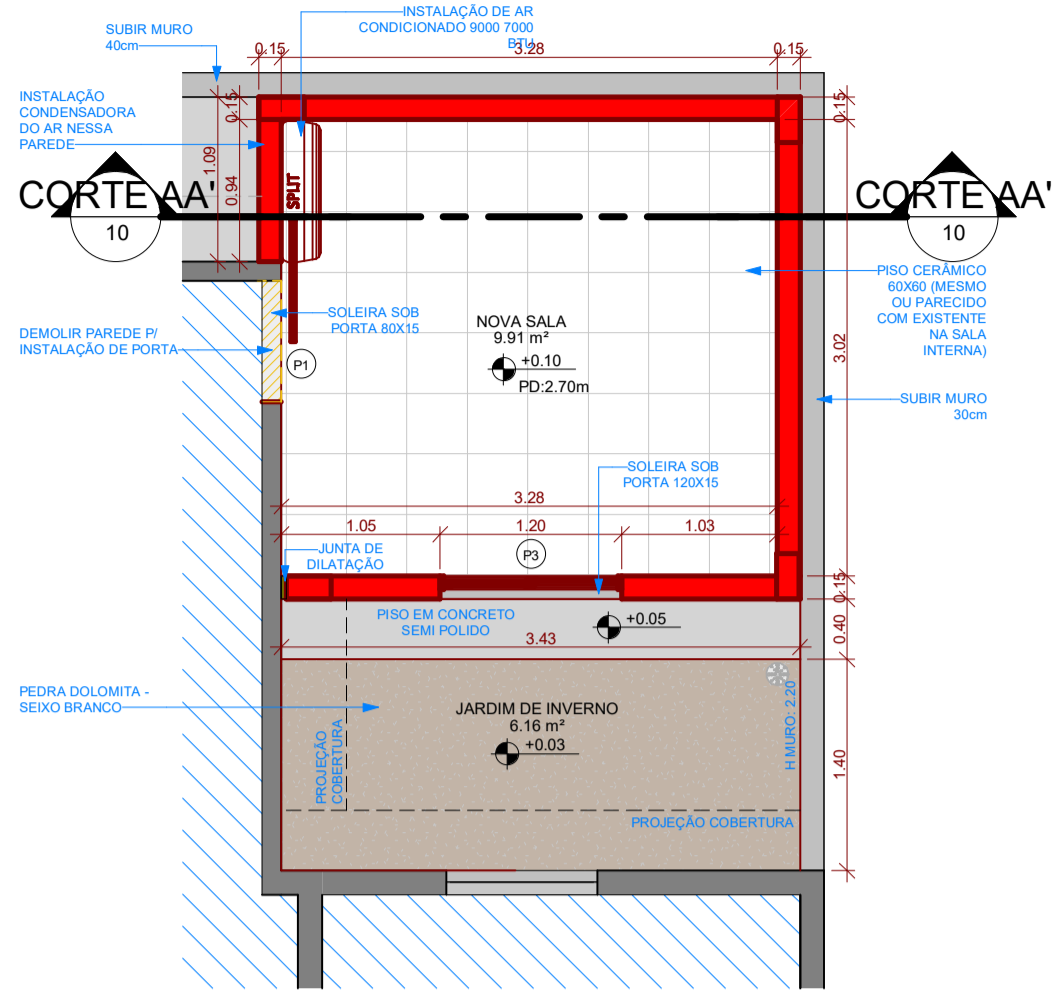 INSTALAÇÃO DE AR
CONDICIONADO 9000 7000
BTU
SUBIR MURO
40cm
0.15
3.28
0.15
INSTALAÇÃO
CONDENSADORA
DO AR NESSA
PAREDE
0.15
1.09
0.94
0.15
SPLIT
CORTE AA'
10
CORTE AA'
10
PISO CERÂMICO
60X60 (MESMO
OU PARECIDO
COM EXISTENTE
NA SALA
INTERNA)
SOLEIRA SOB
PORTA 80X15
DEMOLIR PAREDE P/
INSTALAÇÃO DE PORTA
P1
NOVA SALA
9.91 m²
+0.10
PD:2.70m
3.02
SUBIR MURO
30cm
SOLEIRA SOB
PORTA 120X15
3.28
1.05
1.20
1.03
P3
JUNTA DE
DILATAÇÃO
0.15
PISO EM CONCRETO
SEMI POLIDO
+0.05
0.40
3.43
PEDRA DOLOMITA -
SEIXO BRANCO
JARDIM DE INVERNO
6.16 m²
+0.03
H MURO: 2.20
PROJEÇÃO
COBERTURA
1.40
PROJEÇÃO COBERTURA